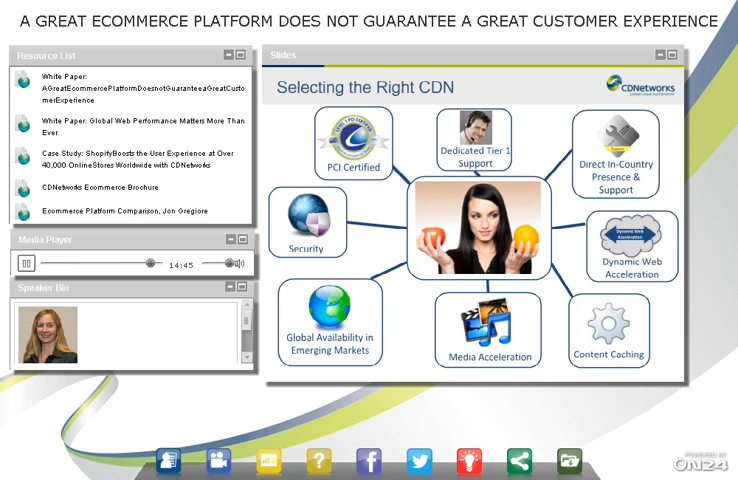 A GREAT ECOMMERCE PLATFORM DOES NOT GUARANTEE A GREAT CUSTOMER EXPERIENCE
Resource List
White Paper:
AGreatEcommercePlatformDoesnotGuaranteeaGreatCusto
merExperience
White Paper: Global Web Performance Matters More Than
Ever
Case Study: ShopifyBoosts the User Experience at Over
40,000 OnlineStores Worldwide with CDNetworks
CDNetworks Ecommerce Brochure
Ecommerce Platform Comparison, Jon Gregiore
Media Player
14:45
Speaker Bio
Slides
Selecting the Right CDN
CDNetworks
PCI Certified
Dedicated Tier 1
Support
Support
Direct In-Country
Presence &
Support
Security
Dynamic Web
Acceleration
Dynamic Web
Acceleration
Global Availability in
Emerging Markets
Media Acceleration
Content Caching
POWERED BY
ON24